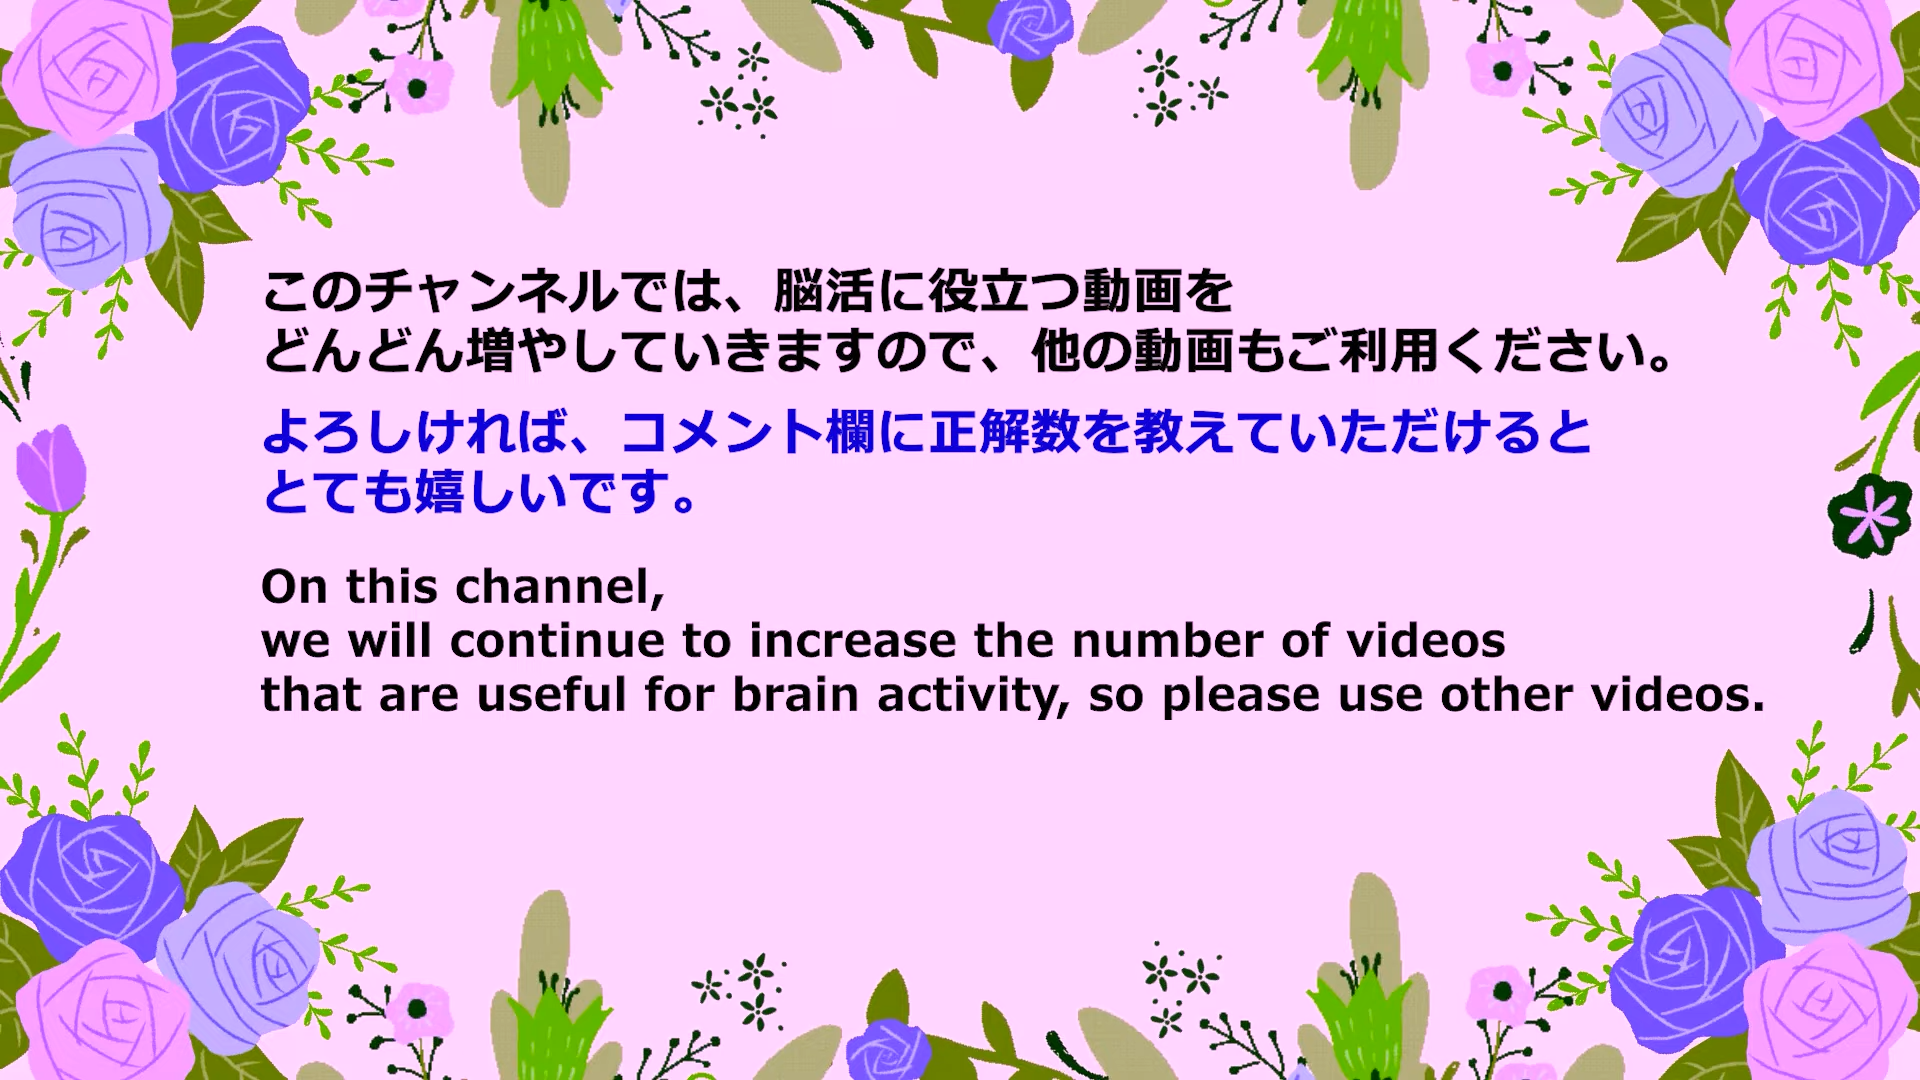 このチャンネルでは、脳活に役立つ動画を
どんどん増やしていきますので、他の動画もご利用ください。
よろしければ、コメント欄に正解数を教えていただけると
とても嬉しいです。
On this channel,
we will continue to increase the number of videos
that are useful for brain activity, so please use other videos.